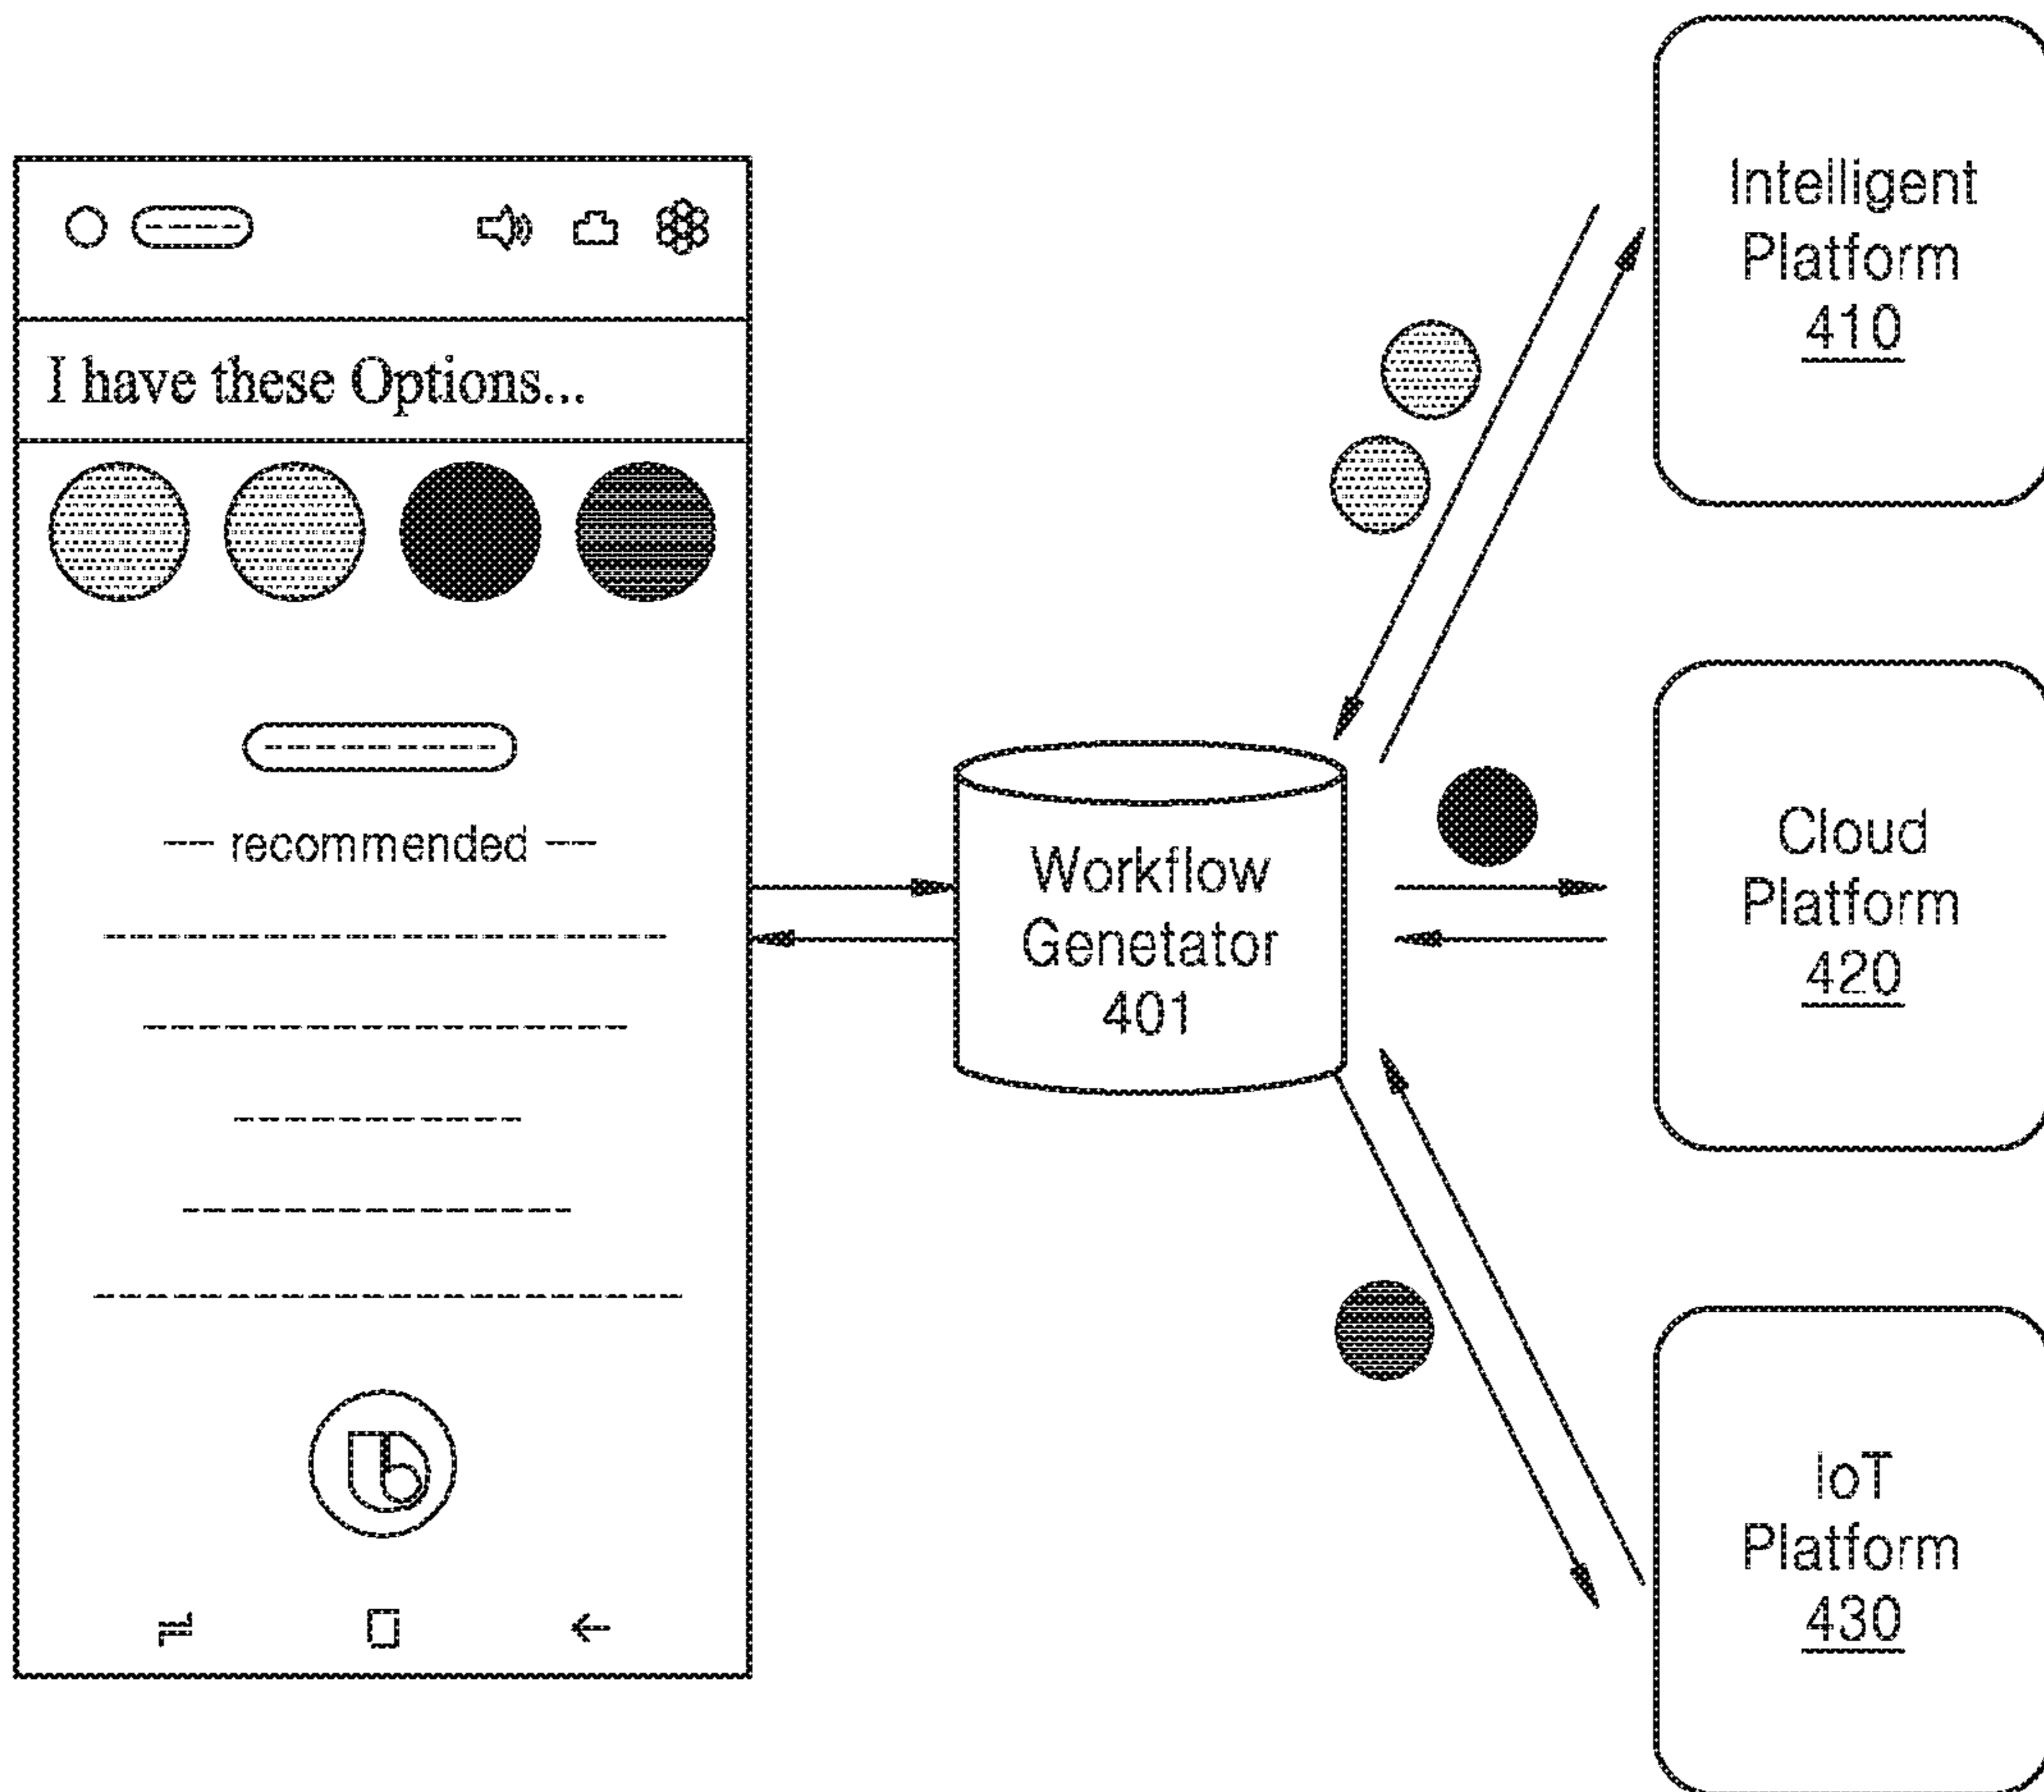 I have these Options...
-- recommended --
Workflow
Genetator
401
Intelligent
Platform
410
Cloud
Platform
420
IoT
Platform
430